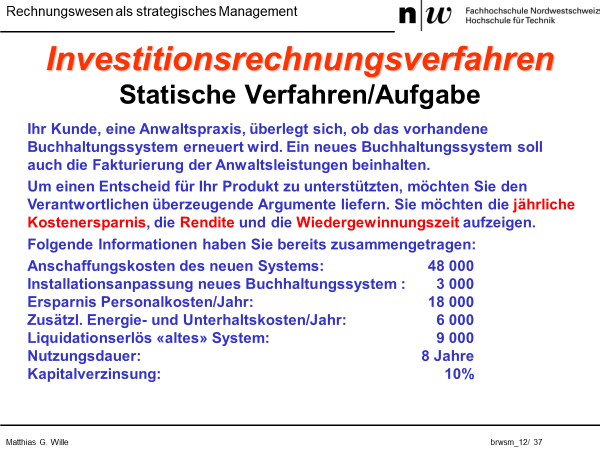 Rechnungswesen als strategisches Management
n w
Fachhochschule Nordwestschweiz
Hochschule für Technik
Investitionsrechnungsverfahren
Statische Verfahren/Aufgabe
Ihr Kunde, eine Anwaltspraxis, überlegt sich, ob das vorhandene
Buchhaltungssystem erneuert wird. Ein neues Buchhaltungssystem soll
auch die Fakturierung der Anwaltsleistungen beinhalten.
Um einen Entscheid für Ihr Produkt zu unterstützten, möchten Sie den
Verantwortlichen überzeugende Argumente liefern. Sie möchten die jährliche
Kostenersparnis, die Rendite und die Wiedergewinnungszeit aufzeigen.
Folgende Informationen haben Sie bereits zusammengetragen:
Anschaffungskosten des neuen Systems: 48 000
Installationsanpassung neues Buchhaltungssystem : 3 000
Ersparnis Personalkosten/Jahr: 18 000
Zusätzl. Energie- und Unterhaltskosten/Jahr: 6 000
Liquidationserlös «altes» System: 9 000
Nutzungsdauer: 8 Jahre
Kapitalverzinsung: 10%
Matthias G. Wille brwsm_12/ 37